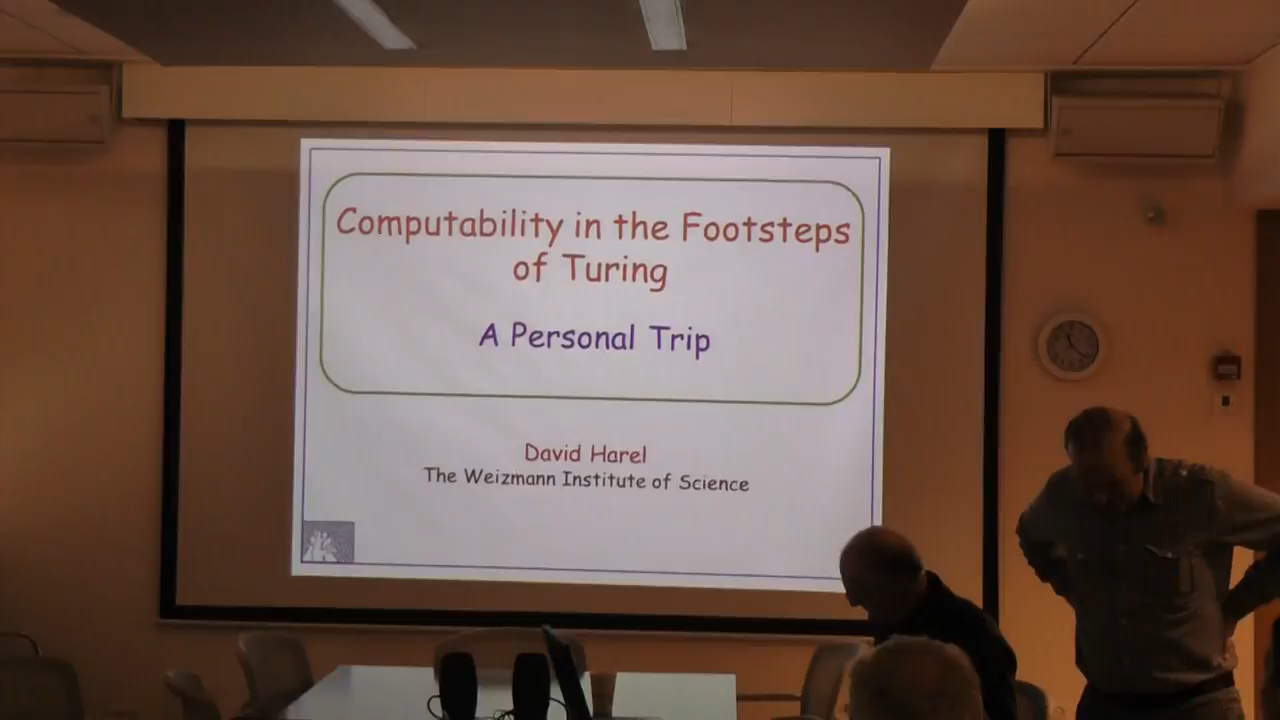 Computability in the Footsteps
of Turing
A Personal Trip
David Harel
The Weizmann Institute of Science